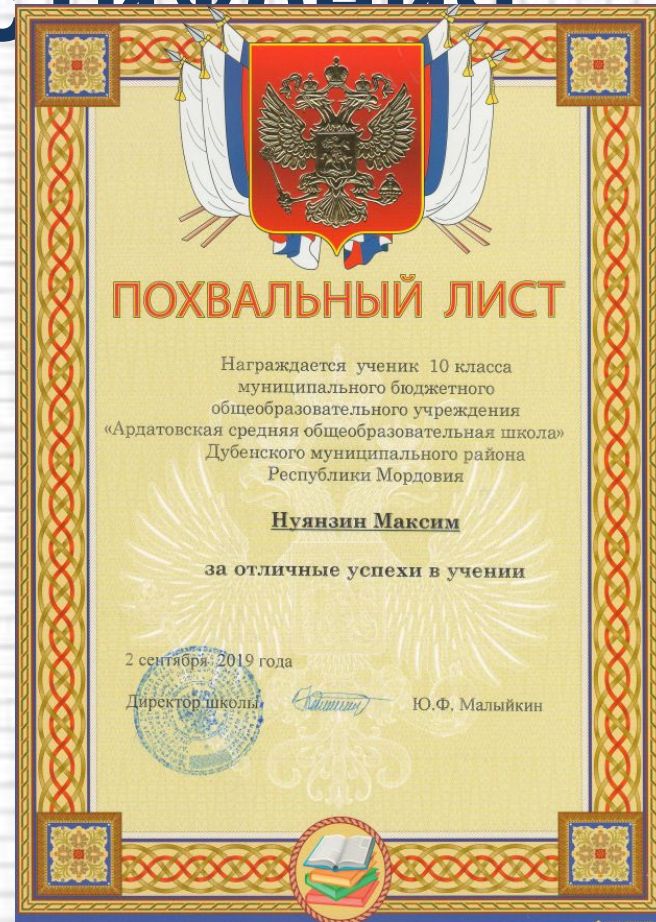 ПОХВАЛЬНЫЙ ЛИСТ
Награждается ученик 10 класса
муниципального бюджетного
общеобразовательного учреждения
«Ардатовская средняя общеобразовательная школа»
Дубенского муниципального района
Республики Мордовия
Нуянзин Максим
за отличные успехи в учении
2 сентября 2019 года
Директор школы Ю.Ф. Малыйкин